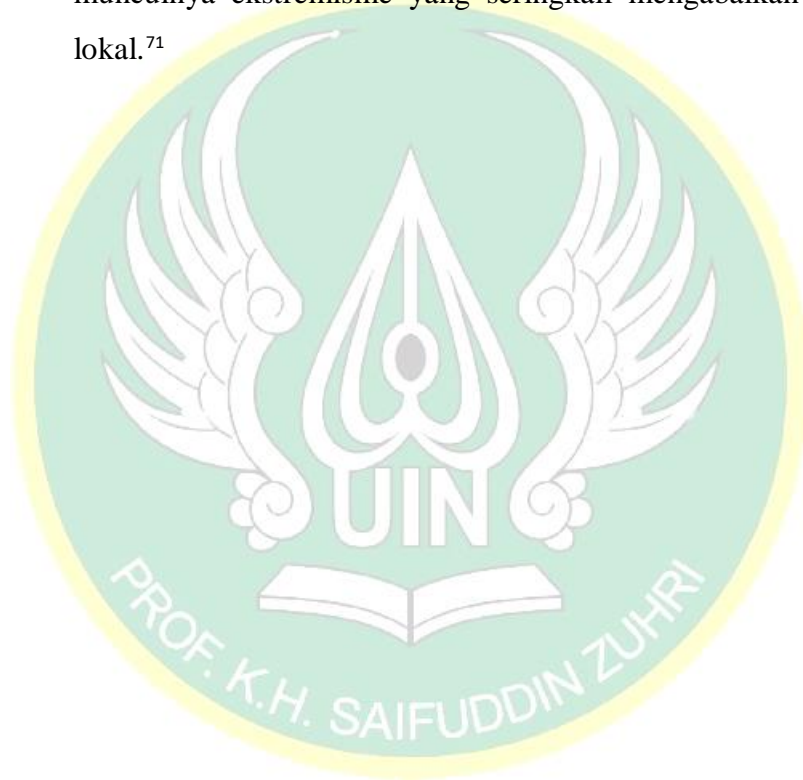 munculnya ekstremisme yang seringkali mengabaikan
lokal.⁷¹
UIN
PROF. K.H. SAIFUDDIN ZUHRI